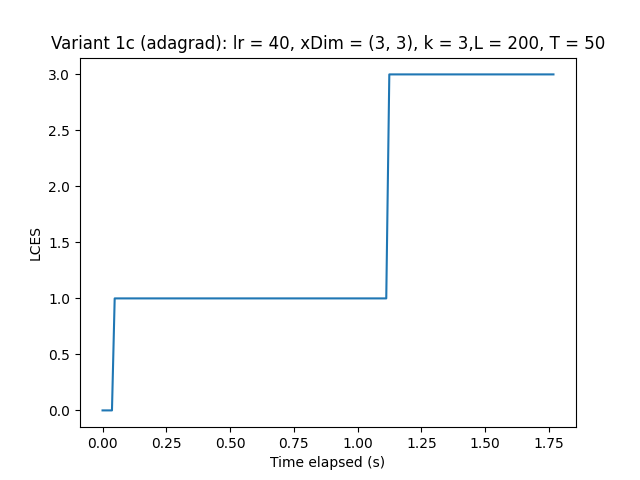 Variant 1c (adagrad): lr = 40, xDim = (3, 3), k = 3,L = 200, T = 50
3.0
2.5
2.0
1.5
1.0
0.5
0.0
LCES
0.00 0.25 0.50 0.75 1.00 1.25 1.50 1.75
Time elapsed (s)